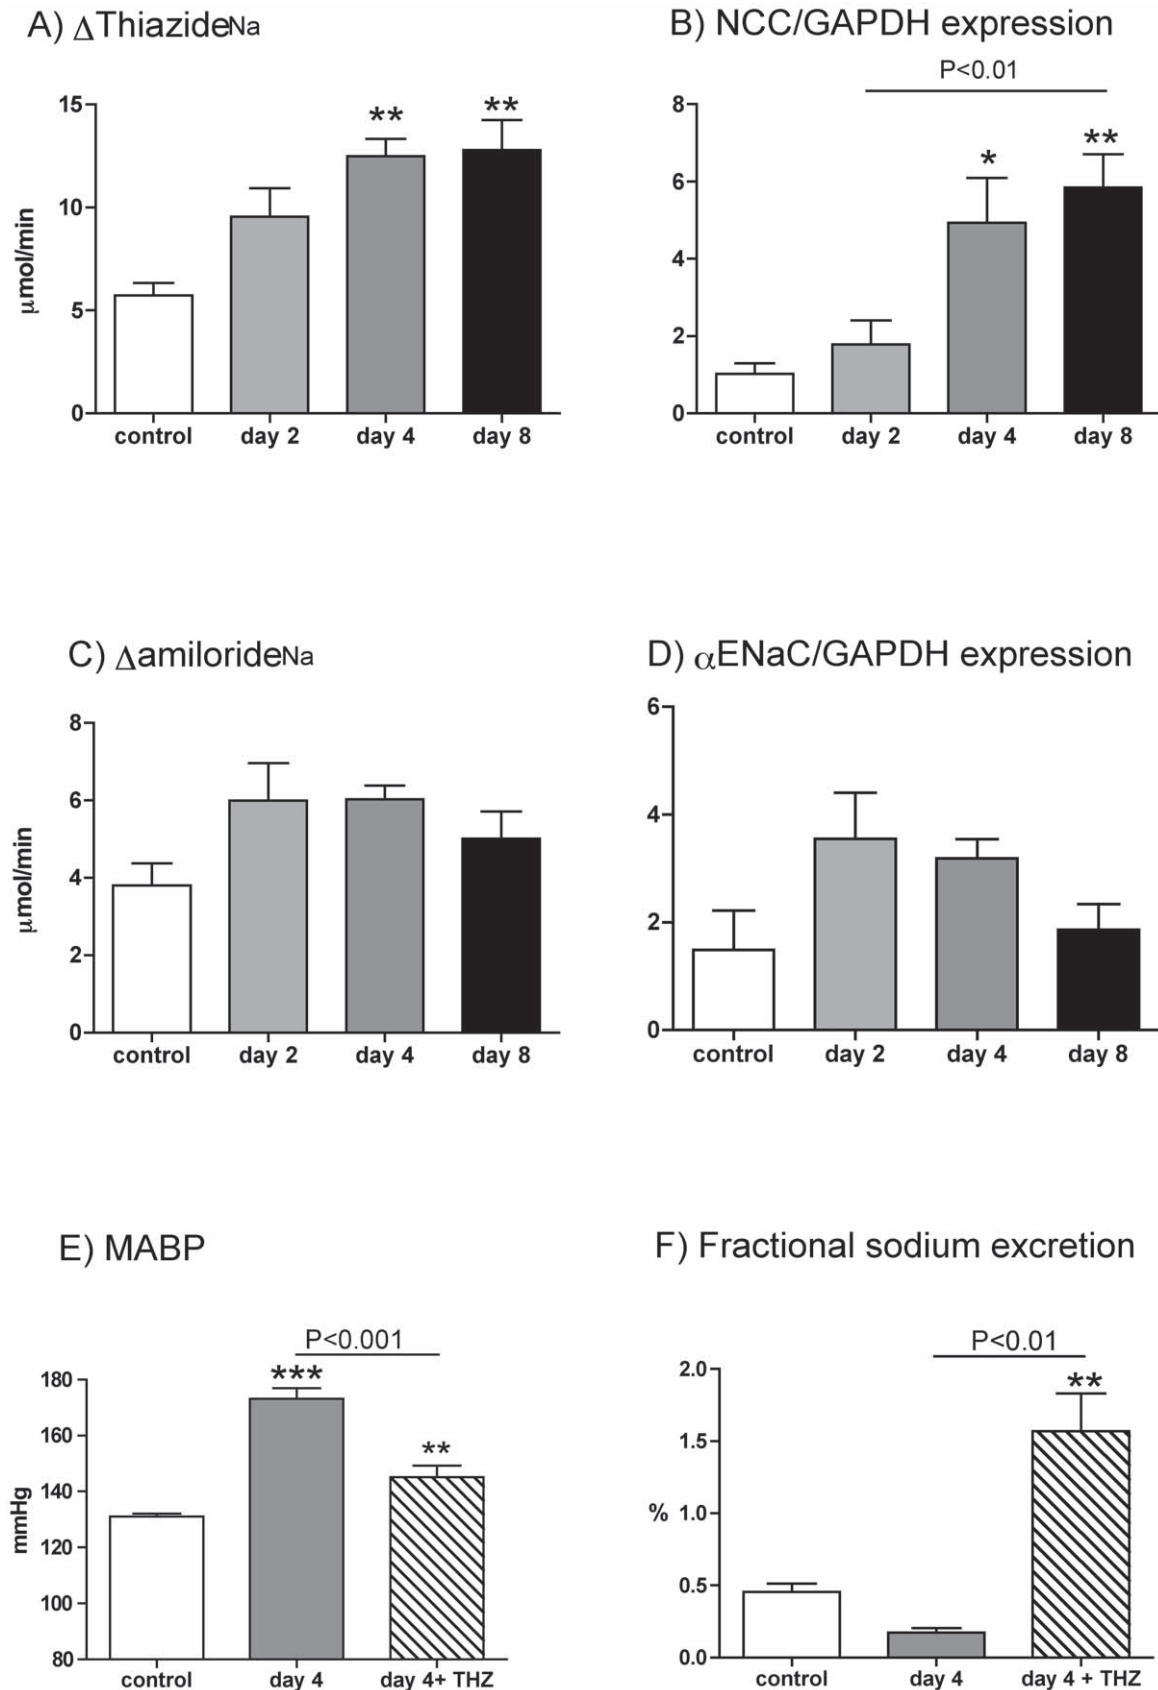 A) ΔThiazideNa
B) NCC/GAPDH expression
P<0.01
15
**
**
10
μmol/min
5
0
control
day 2
day 4
day 8
8
*
**
6
4
2
0
control
day 2
day 4
day 8
C) ΔamilorideNa
D) αENaC/GAPDH expression
8
6
μmol/min
4
2
0
control
day 2
day 4
day 8
6
4
2
0
control
day 2
day 4
day 8
E) MABP
F) Fractional sodium excretion
P<0.001
***
**
180
160
140
mmHg
120
100
80
control
day 4
day 4+ THZ
P<0.01
**
2.0
1.5
%
1.0
0.5
0.0
control
day 4
day 4 + THZ